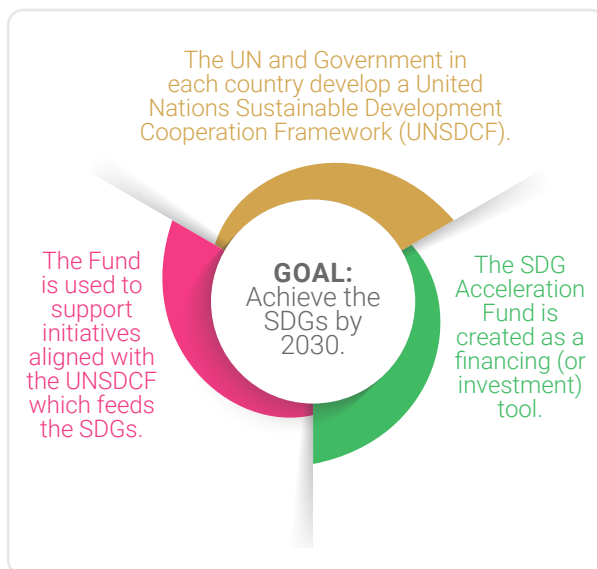 The UN and Government in
each country develop a United
Nations Sustainable Development
Cooperation Framework (UNSDCF).
GOAL:
Achieve the
SDGs by
2030.
The SDG
Acceleration
Fund is
created as a
financing (or
investment)
tool.
The Fund
is used to
support
initiatives
aligned with
the UNSDCF
which feeds
the SDGs.